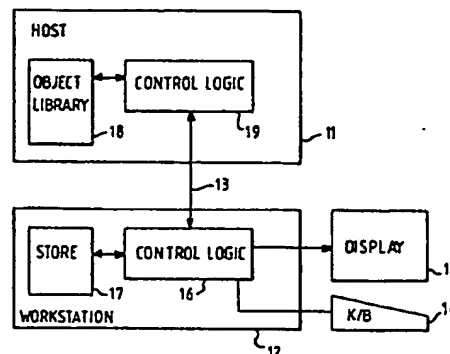 HOST
OBJECT
LIBRARY
CONTROL LOGIC
18
19
11
13
STORE
CONTROL LOGIC
DISPLAY
17
16
K/B
WORKSTATION
12